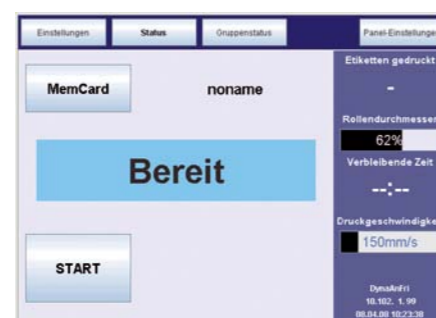 Einstellungen Status Gruppenstatus Panel-Einstellunge
MemCard noname
Bereit
START
Etiketten gedruckt
-
Rollendurchmesser
62%
Verbleibende Zeit
--:--
Druckgeschwindigke
150mm/s
DynaAnFri
10.102. 1. 99
08.04.08 10:23:38